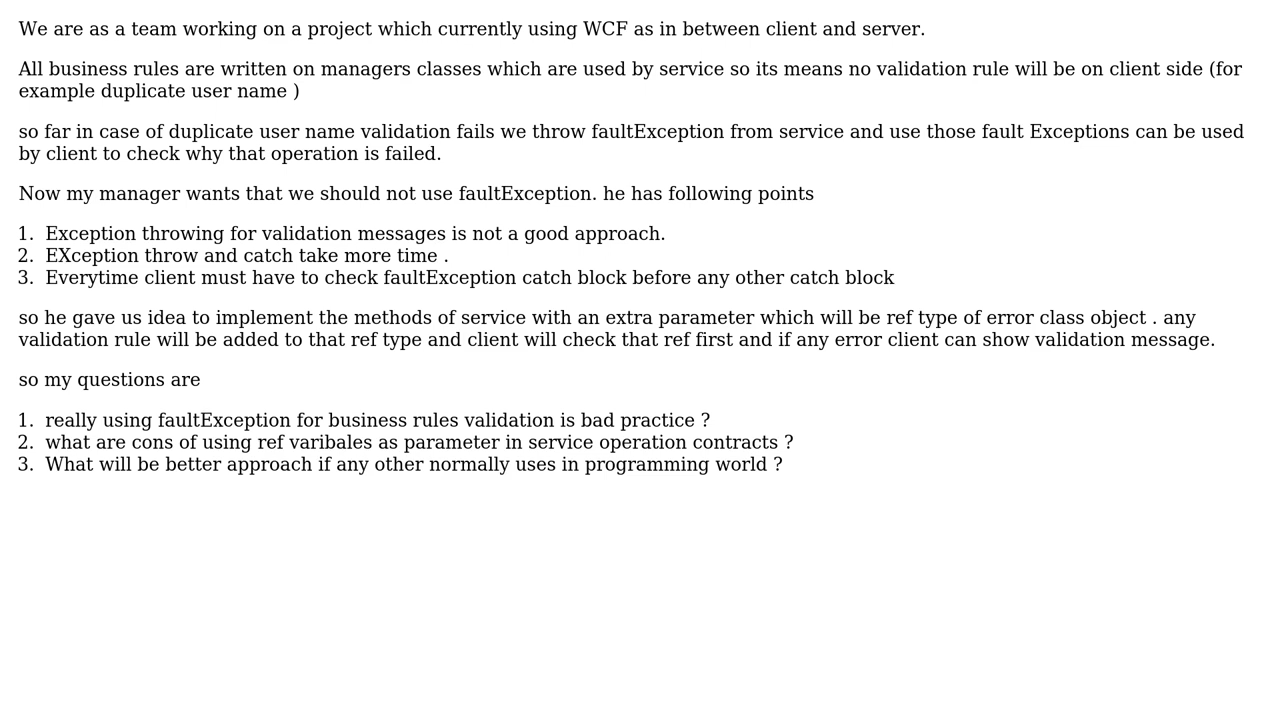 We are as a team working on a project which currently using WCF as in between client and server.
All business rules are written on managers classes which are used by service so its means no validation rule will be on client side (for
example duplicate user name )
so far in case of duplicate user name validation fails we throw faultException from service and use those fault Exceptions can be used
by client to check why that operation is failed.
Now my manager wants that we should not use faultException. he has following points
1. Exception throwing for validation messages is not a good approach.
2. EXception throw and catch take more time .
3. Everytime client must have to check faultException catch block before any other catch block
so he gave us idea to implement the methods of service with an extra parameter which will be ref type of error class object . any
validation rule will be added to that ref type and client will check that ref first and if any error client can show validation message.
so my questions are
1. really using faultException for business rules validation is bad practice ?
2. what are cons of using ref varibales as parameter in service operation contracts ?
3. What will be better approach if any other normally uses in programming world ?